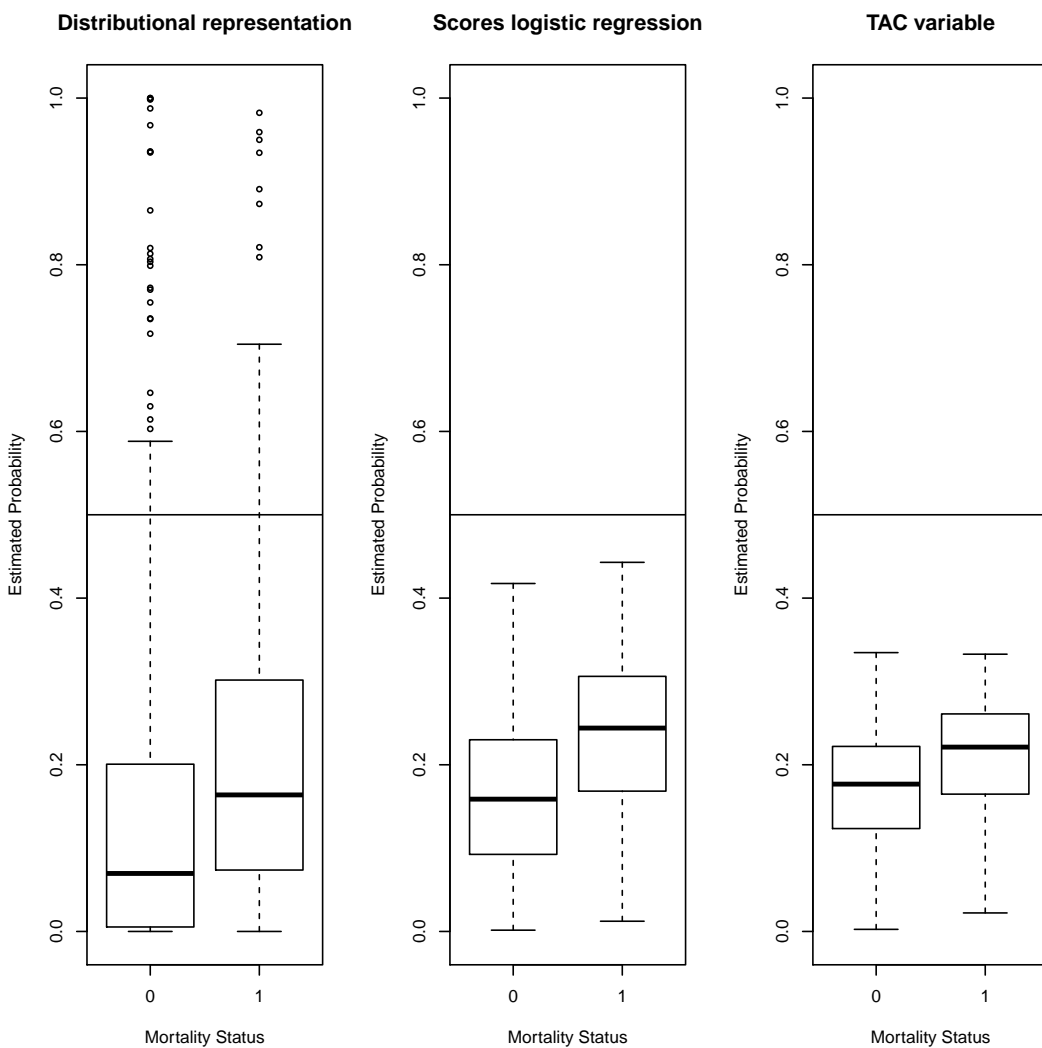 Distributional representation
Estimated Probability
1.0
0.8
0.6
0.4
0.2
0.0
0 1
Mortality Status
Scores logistic regression
Estimated Probability
1.0
0.8
0.6
0.4
0.2
0.0
0 1
Mortality Status
TAC variable
Estimated Probability
1.0
0.8
0.6
0.4
0.2
0.0
0 1
Mortality Status